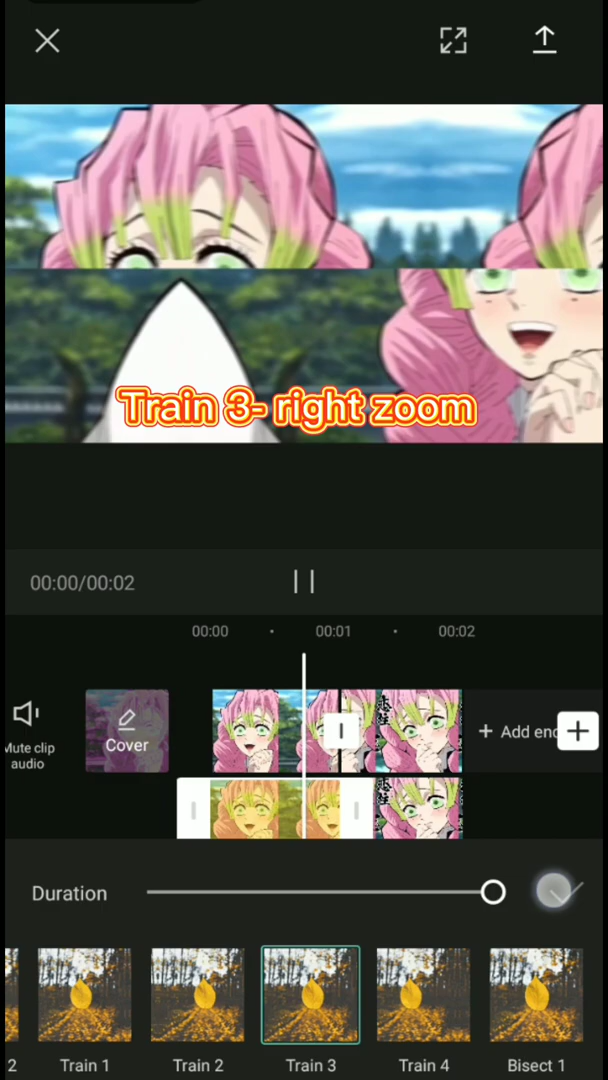 Train 3- right zoom
00:00/00:02
00:00
00:01
00:02
Mute clip
audio
Cover
+ Add en
Duration
2
Train 1
Train 2
Train 3
Train 4
Bisect 1